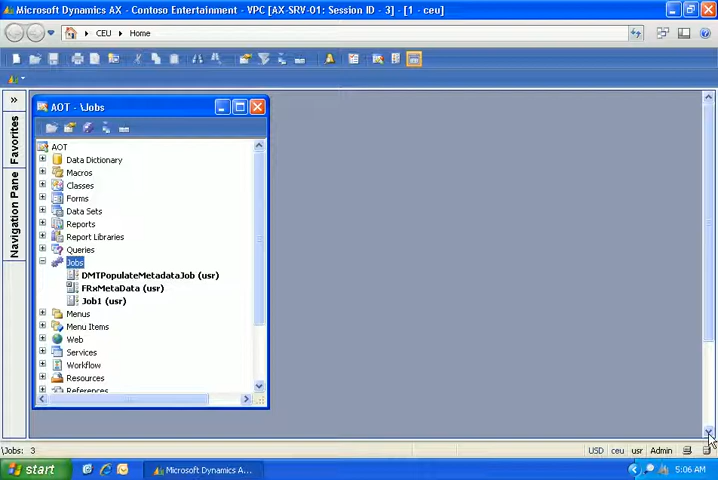 Microsoft Dynamics AX - Contoso Entertainment - VPC [AX-SRV-01: Session ID - 3] - [1 - ceu]
CEU
Home
»
Favorites
Navigation Pane
AOT - \Jobs
AOT
Data Dictionary
Macros
Classes
Forms
Data Sets
Reports
Report Libraries
Queries
Jobs
DMTPopulateMetadataJob (usr)
FRxMetaData (usr)
Job1 (usr)
Menus
Menu Items
Web
Services
Workflow
Resources
References
\Jobs: 3
USD ceu usr Admin
start
Microsoft Dynamics A...
5:06 AM